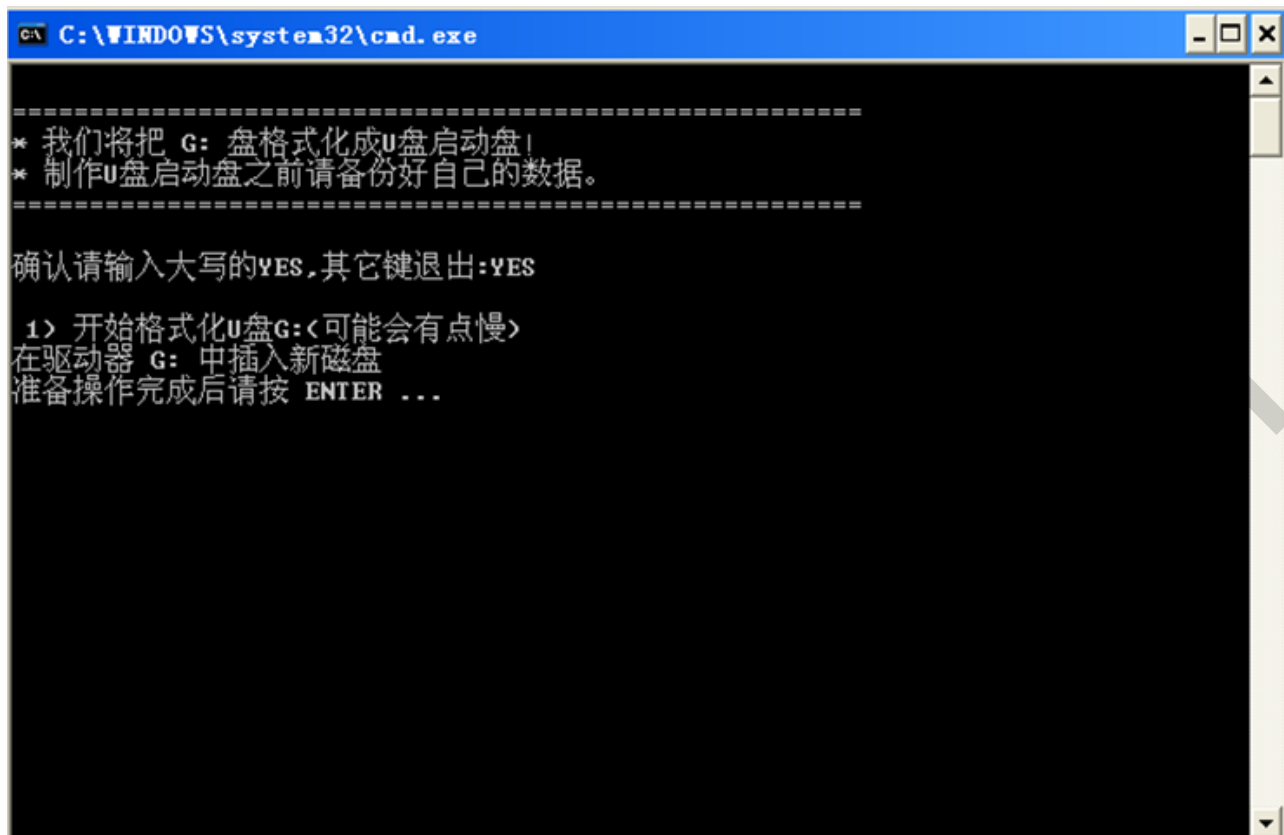 C:\WINDOWS\system32\cmd.exe
=======================================================
* 我们将把 G: 盘格式化成U盘启动盘!
* 制作U盘启动盘之前请备份好自己的数据。
=======================================================
确认请输入大写的YES,其它键退出:YES
1) 开始格式化U盘G:(可能会有点慢)
在驱动器 G: 中插入新磁盘
准备操作完成后请按 ENTER ...